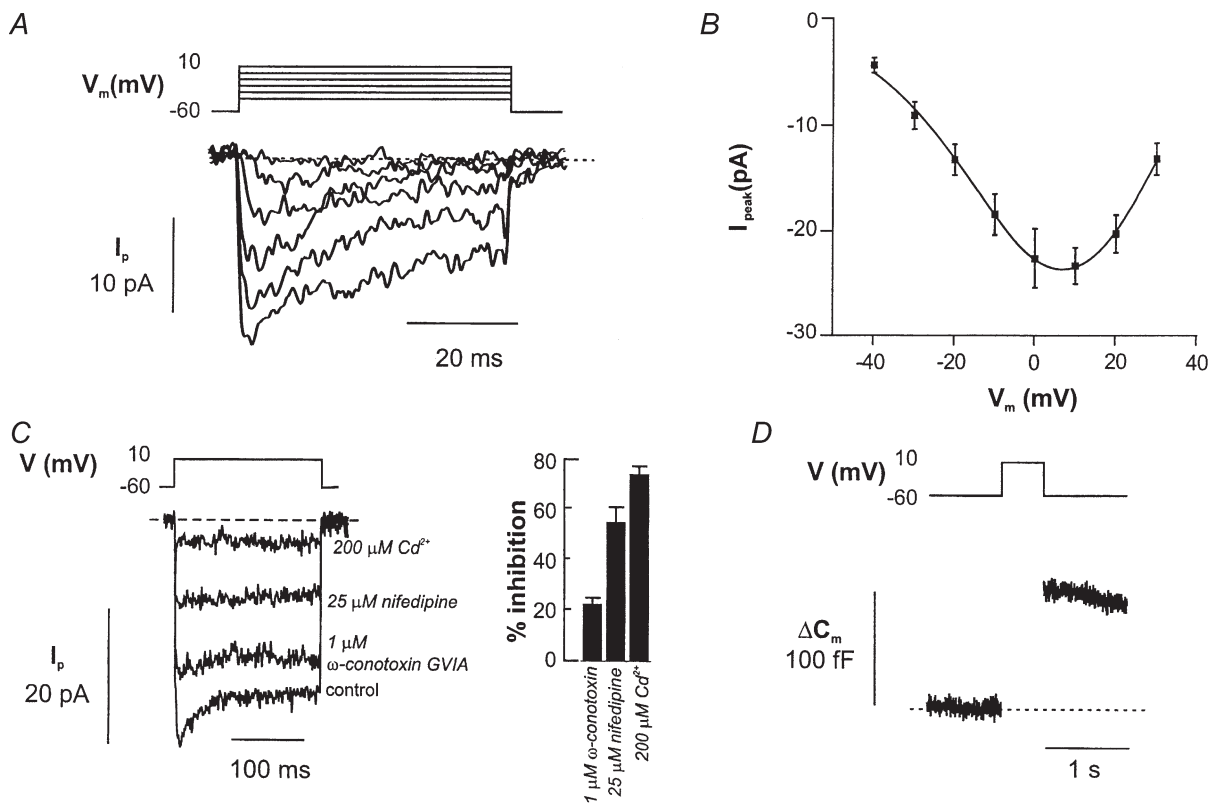 A
10
Vm(mV)
-60
Ip
10 pA
20 ms
B
0
-10
-20
-30
Ipeak(pA)
-40
-20
0
20
40
Vm (mV)
C
10
V (mV)
-60
200 µM Cd2+
25 µM nifedipine
1 µM
ω-conotoxin GVIA
control
Ip
20 pA
100 ms
80
60
40
20
0
% inhibition
1 µM ω-conotoxin
25 µM nifedipine
200 µM Cd2+
D
10
V (mV)
-60
ΔCm
100 fF
1 s